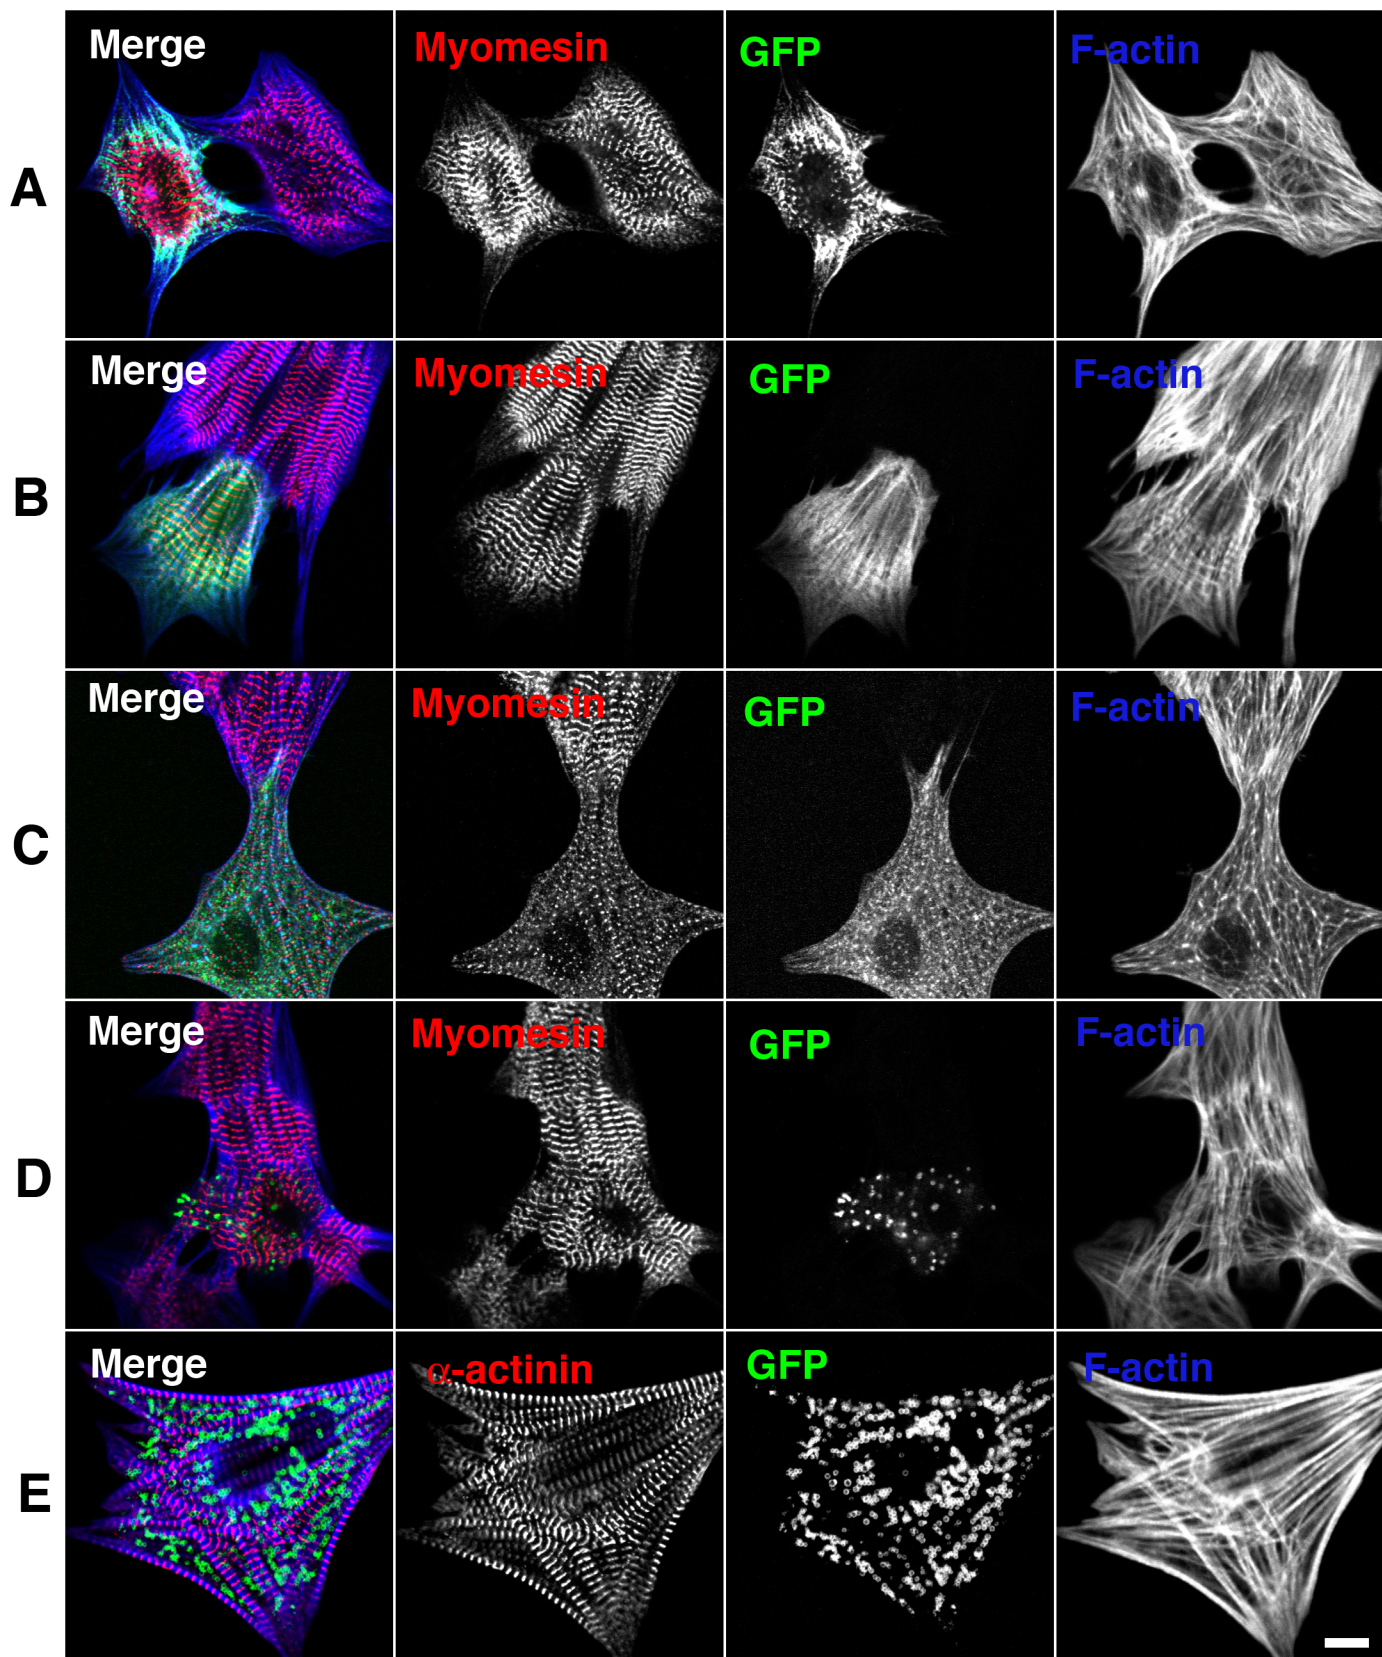 Merge Myomesin GFP F-actin
A
Merge Myomesin GFP F-actin
B
Merge Myomesin GFP F-actin
C
Merge Myomesin GFP F-actin
D
Merge α-actinin GFP F-actin
E